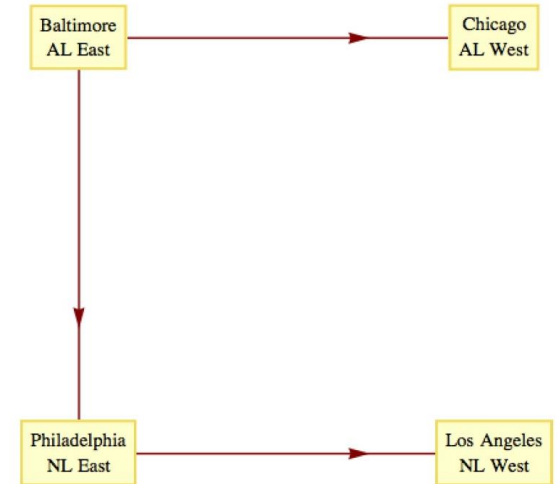 Baltimore
AL East
Chicago
AL West
Philadelphia
NL East
Los Angeles
NL West